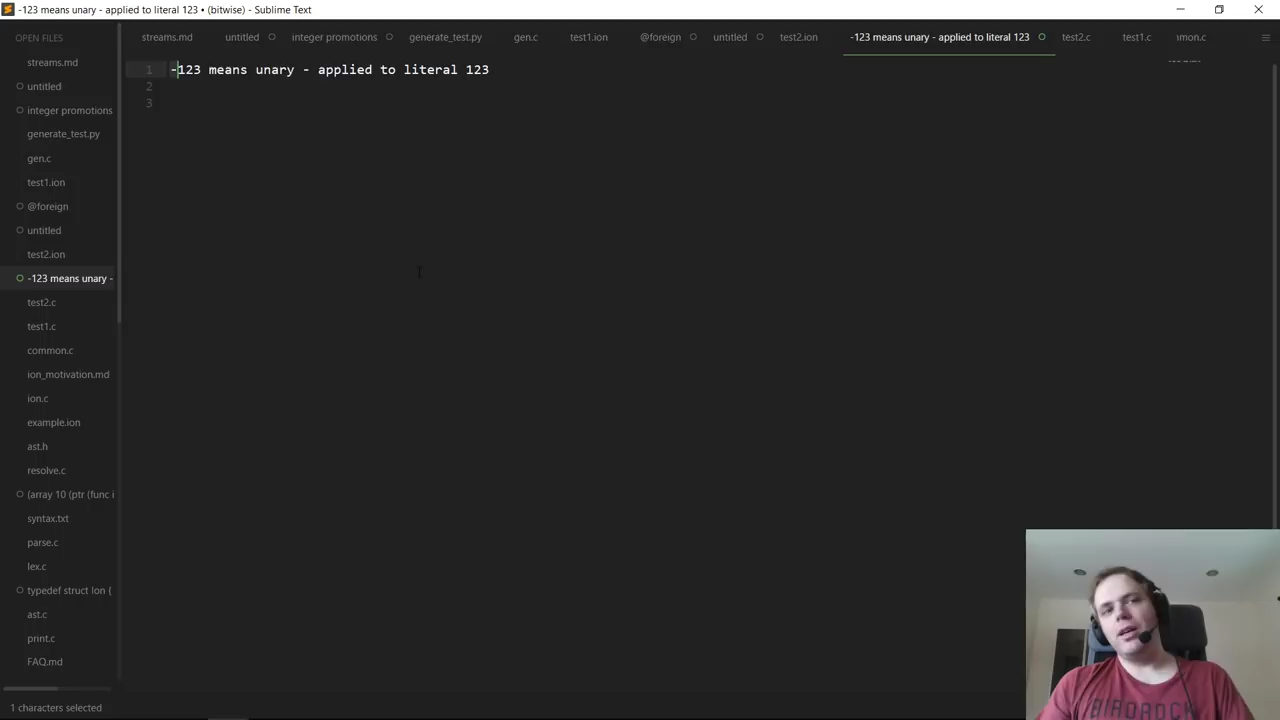 -123 means unary - applied to literal 123 • (bitwise) - Sublime Text
OPEN FILES
streams.md
untitled
integer promotions
generate_test.py
gen.c
test1.ion
@foreign
untitled
test2.ion
-123 means unary - applied to literal 123
test2.c
test1.c
mon.c
streams.md
untitled
integer promotions
generate_test.py
gen.c
test1.ion
@foreign
untitled
test2.ion
-123 means unary -
test2.c
test1.c
common.c
ion_motivation.md
ion.c
example.ion
ast.h
resolve.c
(array 10 (ptr (func i
syntax.txt
parse.c
lex.c
typedef struct Ion {
ast.c
print.c
FAQ.md
1 -123 means unary - applied to literal 123
2
3
BIRDROCK
1 characters selected